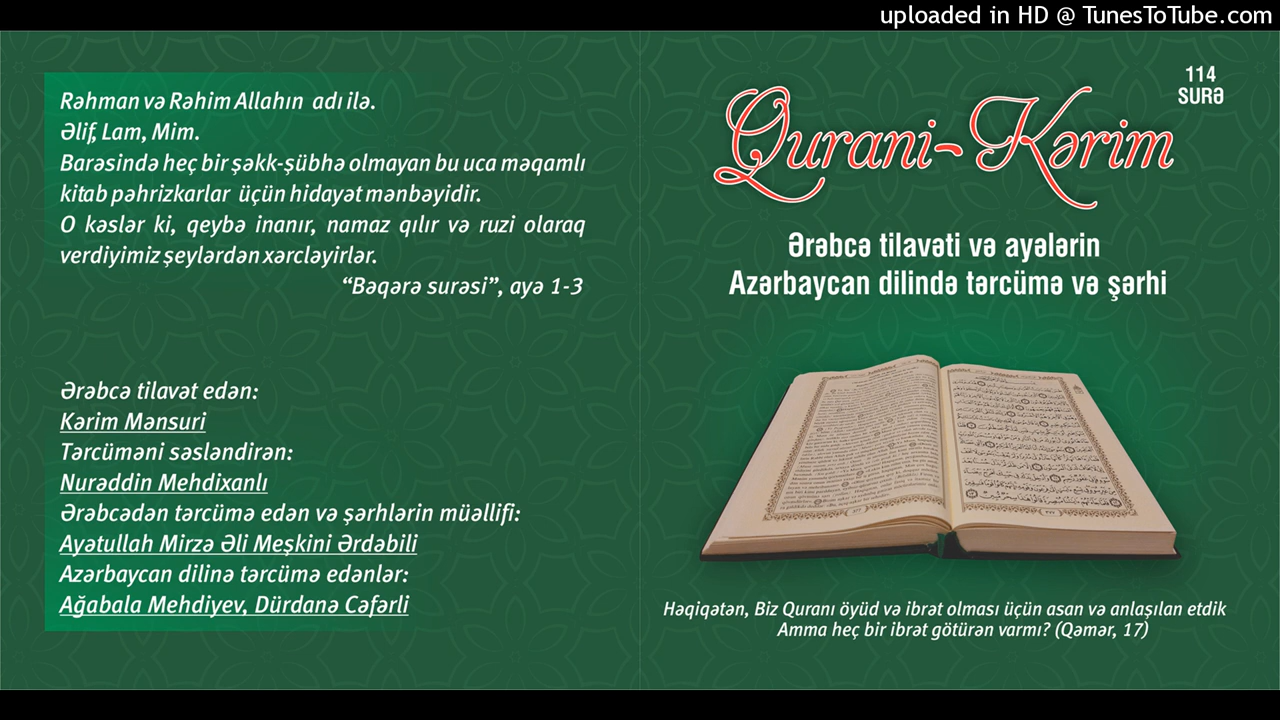 uploaded in HD @ TunesToTube.com
Rəhman və Rəhim Allahın adı ilə.
Əlif, Lam, Mim.
Barəsində heç bir şəkk-şübhə olmayan bu uca məqamlı
kitab pəhrizkarlar üçün hidayət mənbəyidir.
O kəslər ki, qeybə inanır, namaz qılır və ruzi olaraq
verdiyimiz şeylərdən xərcləyirlər.
“Bəqərə surəsi”, ayə 1-3
Ərəbcə tilavət edən:
Kərim Mənsuri
Tərcüməni səsləndirən:
Nurəddin Mehdixanlı
Ərəbcədən tərcümə edən və şərhlərin müəllifi:
Ayətullah Mirzə Əli Meşkini Ərdəbili
Azərbaycan dilinə tərcümə edənlər:
Ağabala Mehdiyev, Dürdanə Cəfərli
114
SURƏ
Qurani-Kərim
Ərəbcə tilavəti və ayələrin
Azərbaycan dilində tərcümə və şərhi
Həqiqətən, Biz Quranı öyüd və ibrət olması üçün asan və anlaşılan etdik
Amma heç bir ibrət götürən varmı? (Qəmər, 17)